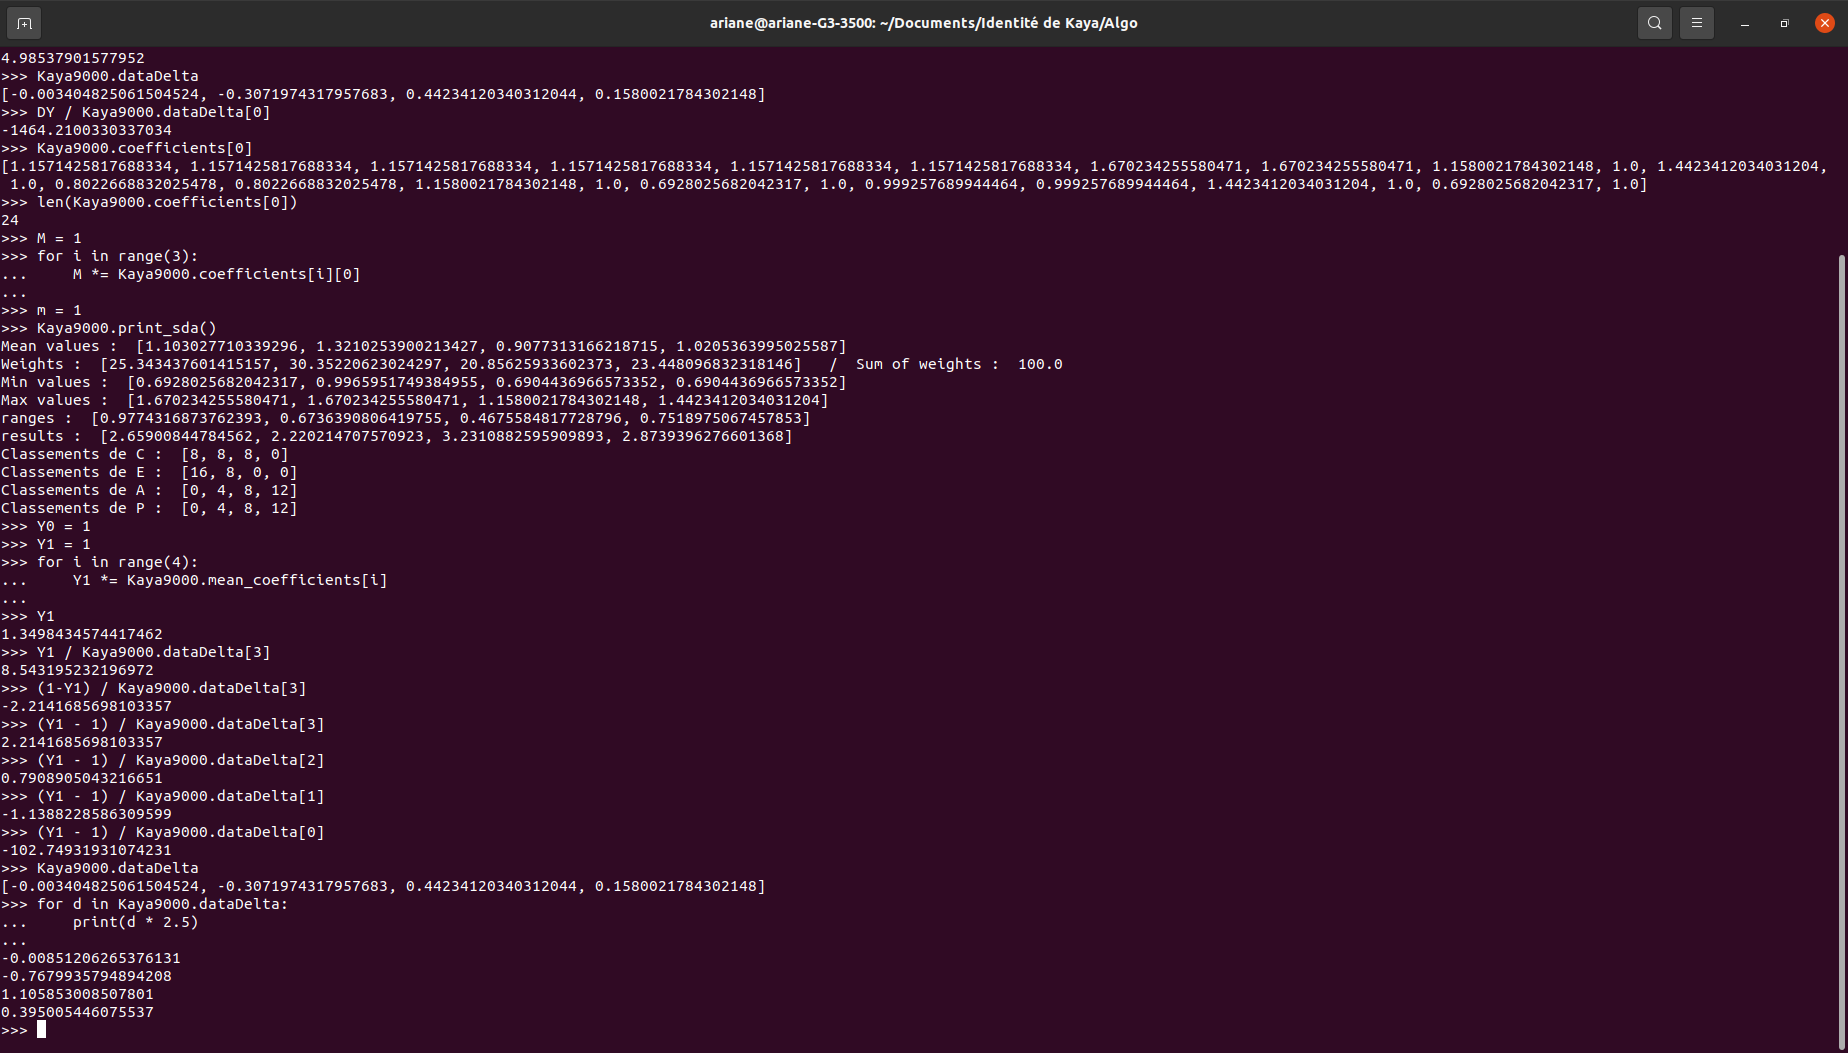 ariane@ariane-G3-3500: ~/Documents/Identité de Kaya/Algo
4.98537901577952
>>> Kaya9000.dataDelta
[-0.003404825061504524, -0.3071974317957683, 0.44234120340312044, 0.1580021784302148]
>>> DY / Kaya9000.dataDelta[0]
-1464.2100330337034
>>> Kaya9000.coefficients[0]
[1.1571425817688334, 1.1571425817688334, 1.1571425817688334, 1.1571425817688334, 1.1571425817688334, 1.1571425817688334, 1.670234255580471, 1.670234255580471, 1.1580021784302148, 1.0, 1.4423412034031204,
1.0, 0.8022668832025478, 0.8022668832025478, 1.1580021784302148, 1.0, 0.6928025682042317, 1.0, 0.999257689944464, 0.999257689944464, 1.4423412034031204, 1.0, 0.6928025682042317, 1.0]
>>> len(Kaya9000.coefficients[0])
24
>>> M = 1
>>> for i in range(3):
...     M *= Kaya9000.coefficients[i][0]
...
>>> m = 1
>>> Kaya9000.print_sda()
Mean values :  [1.103027710339296, 1.3210253900213427, 0.9077313166218715, 1.0205363995025587]
Weights :  [25.343437601415157, 30.35220623024297, 20.85625933602373, 23.448096832318146]   /  Sum of weights :  100.0
Min values :  [0.6928025682042317, 0.9965951749384955, 0.6904436966573352, 0.6904436966573352]
Max values :  [1.670234255580471, 1.670234255580471, 1.1580021784302148, 1.4423412034031204]
ranges :  [0.9774316873762393, 0.6736390806419755, 0.4675584817728796, 0.7518975067457853]
results :  [2.65900844784562, 2.220214707570923, 3.2310882595909893, 2.8739396276601368]
Classements de C :  [8, 8, 8, 0]
Classements de E :  [16, 8, 0, 0]
Classements de A :  [0, 4, 8, 12]
Classements de P :  [0, 4, 8, 12]
>>> Y0 = 1
>>> Y1 = 1
>>> for i in range(4):
...     Y1 *= Kaya9000.mean_coefficients[i]
...
>>> Y1
1.3498434574417462
>>> Y1 / Kaya9000.dataDelta[3]
8.543195232196972
>>> (1-Y1) / Kaya9000.dataDelta[3]
-2.2141685698103357
>>> (Y1 - 1) / Kaya9000.dataDelta[3]
2.2141685698103357
>>> (Y1 - 1) / Kaya9000.dataDelta[2]
0.7908905043216651
>>> (Y1 - 1) / Kaya9000.dataDelta[1]
-1.1388228586309599
>>> (Y1 - 1) / Kaya9000.dataDelta[0]
-102.74931931074231
>>> Kaya9000.dataDelta
[-0.003404825061504524, -0.3071974317957683, 0.44234120340312044, 0.1580021784302148]
>>> for d in Kaya9000.dataDelta:
...     print(d * 2.5)
...
-0.00851206265376131
-0.7679935794894208
1.105853008507801
0.395005446075537
>>>